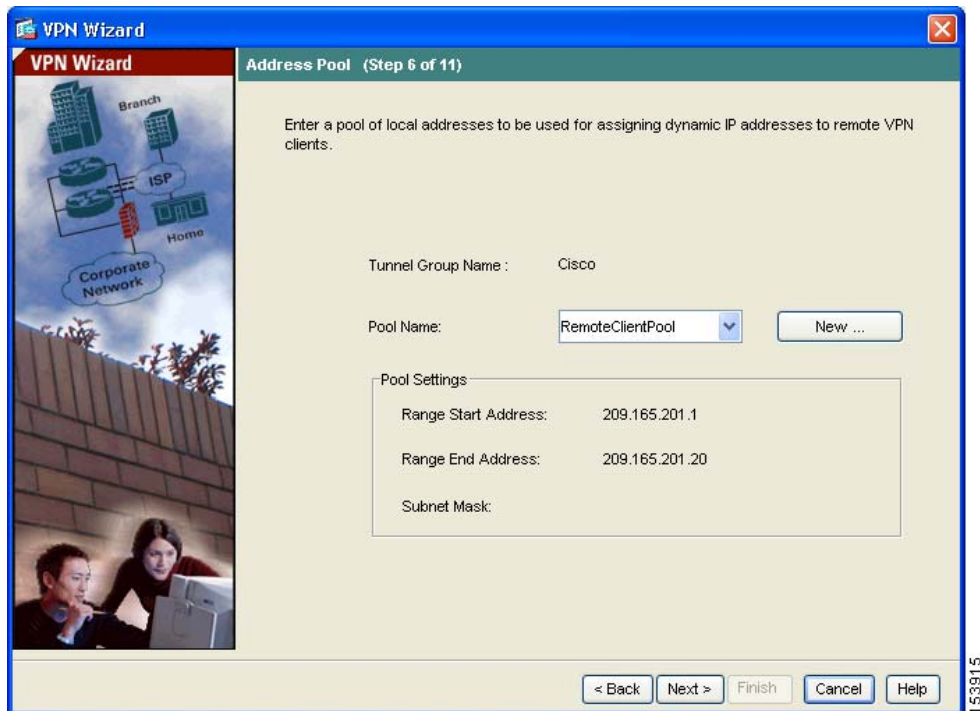 VPN Wizard
VPN Wizard
Branch
ISP
Home
Corporate
Network
Address Pool (Step 6 of 11)
Enter a pool of local addresses to be used for assigning dynamic IP addresses to remote VPN
clients.
Tunnel Group Name : Cisco
Pool Name: RemoteClientPool New ...
Pool Settings
Range Start Address: 209.165.201.1
Range End Address: 209.165.201.20
Subnet Mask:
< Back Next > Finish Cancel Help
153915